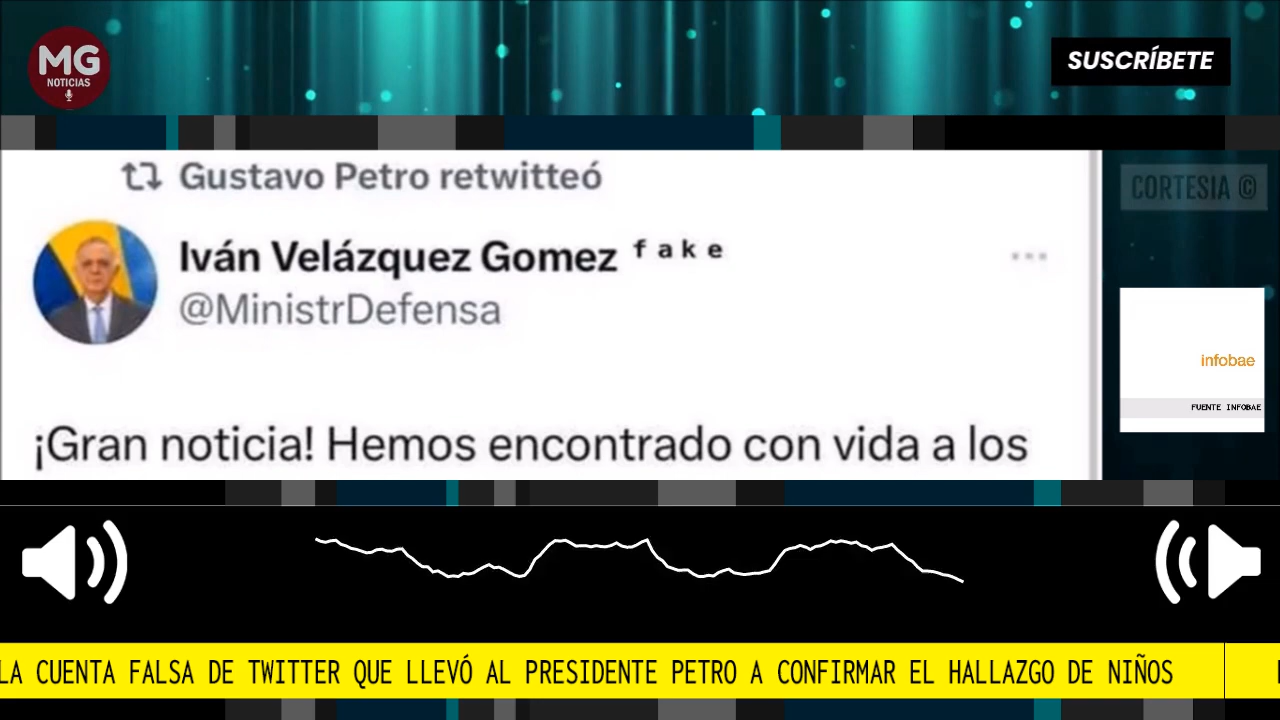 MG
NOTICIAS
SUSCRÍBETE
Gustavo Petro retwitteó
CORTESIA ©
Iván Velázquez Gomez ᶠᵃᵏᵉ
@MinistrDefensa
infobae
FUENTE INFOBAE
¡Gran noticia! Hemos encontrado con vida a los
LA CUENTA FALSA DE TWITTER QUE LLEVÓ AL PRESIDENTE PETRO A CONFIRMAR EL HALLAZGO DE NIÑOS